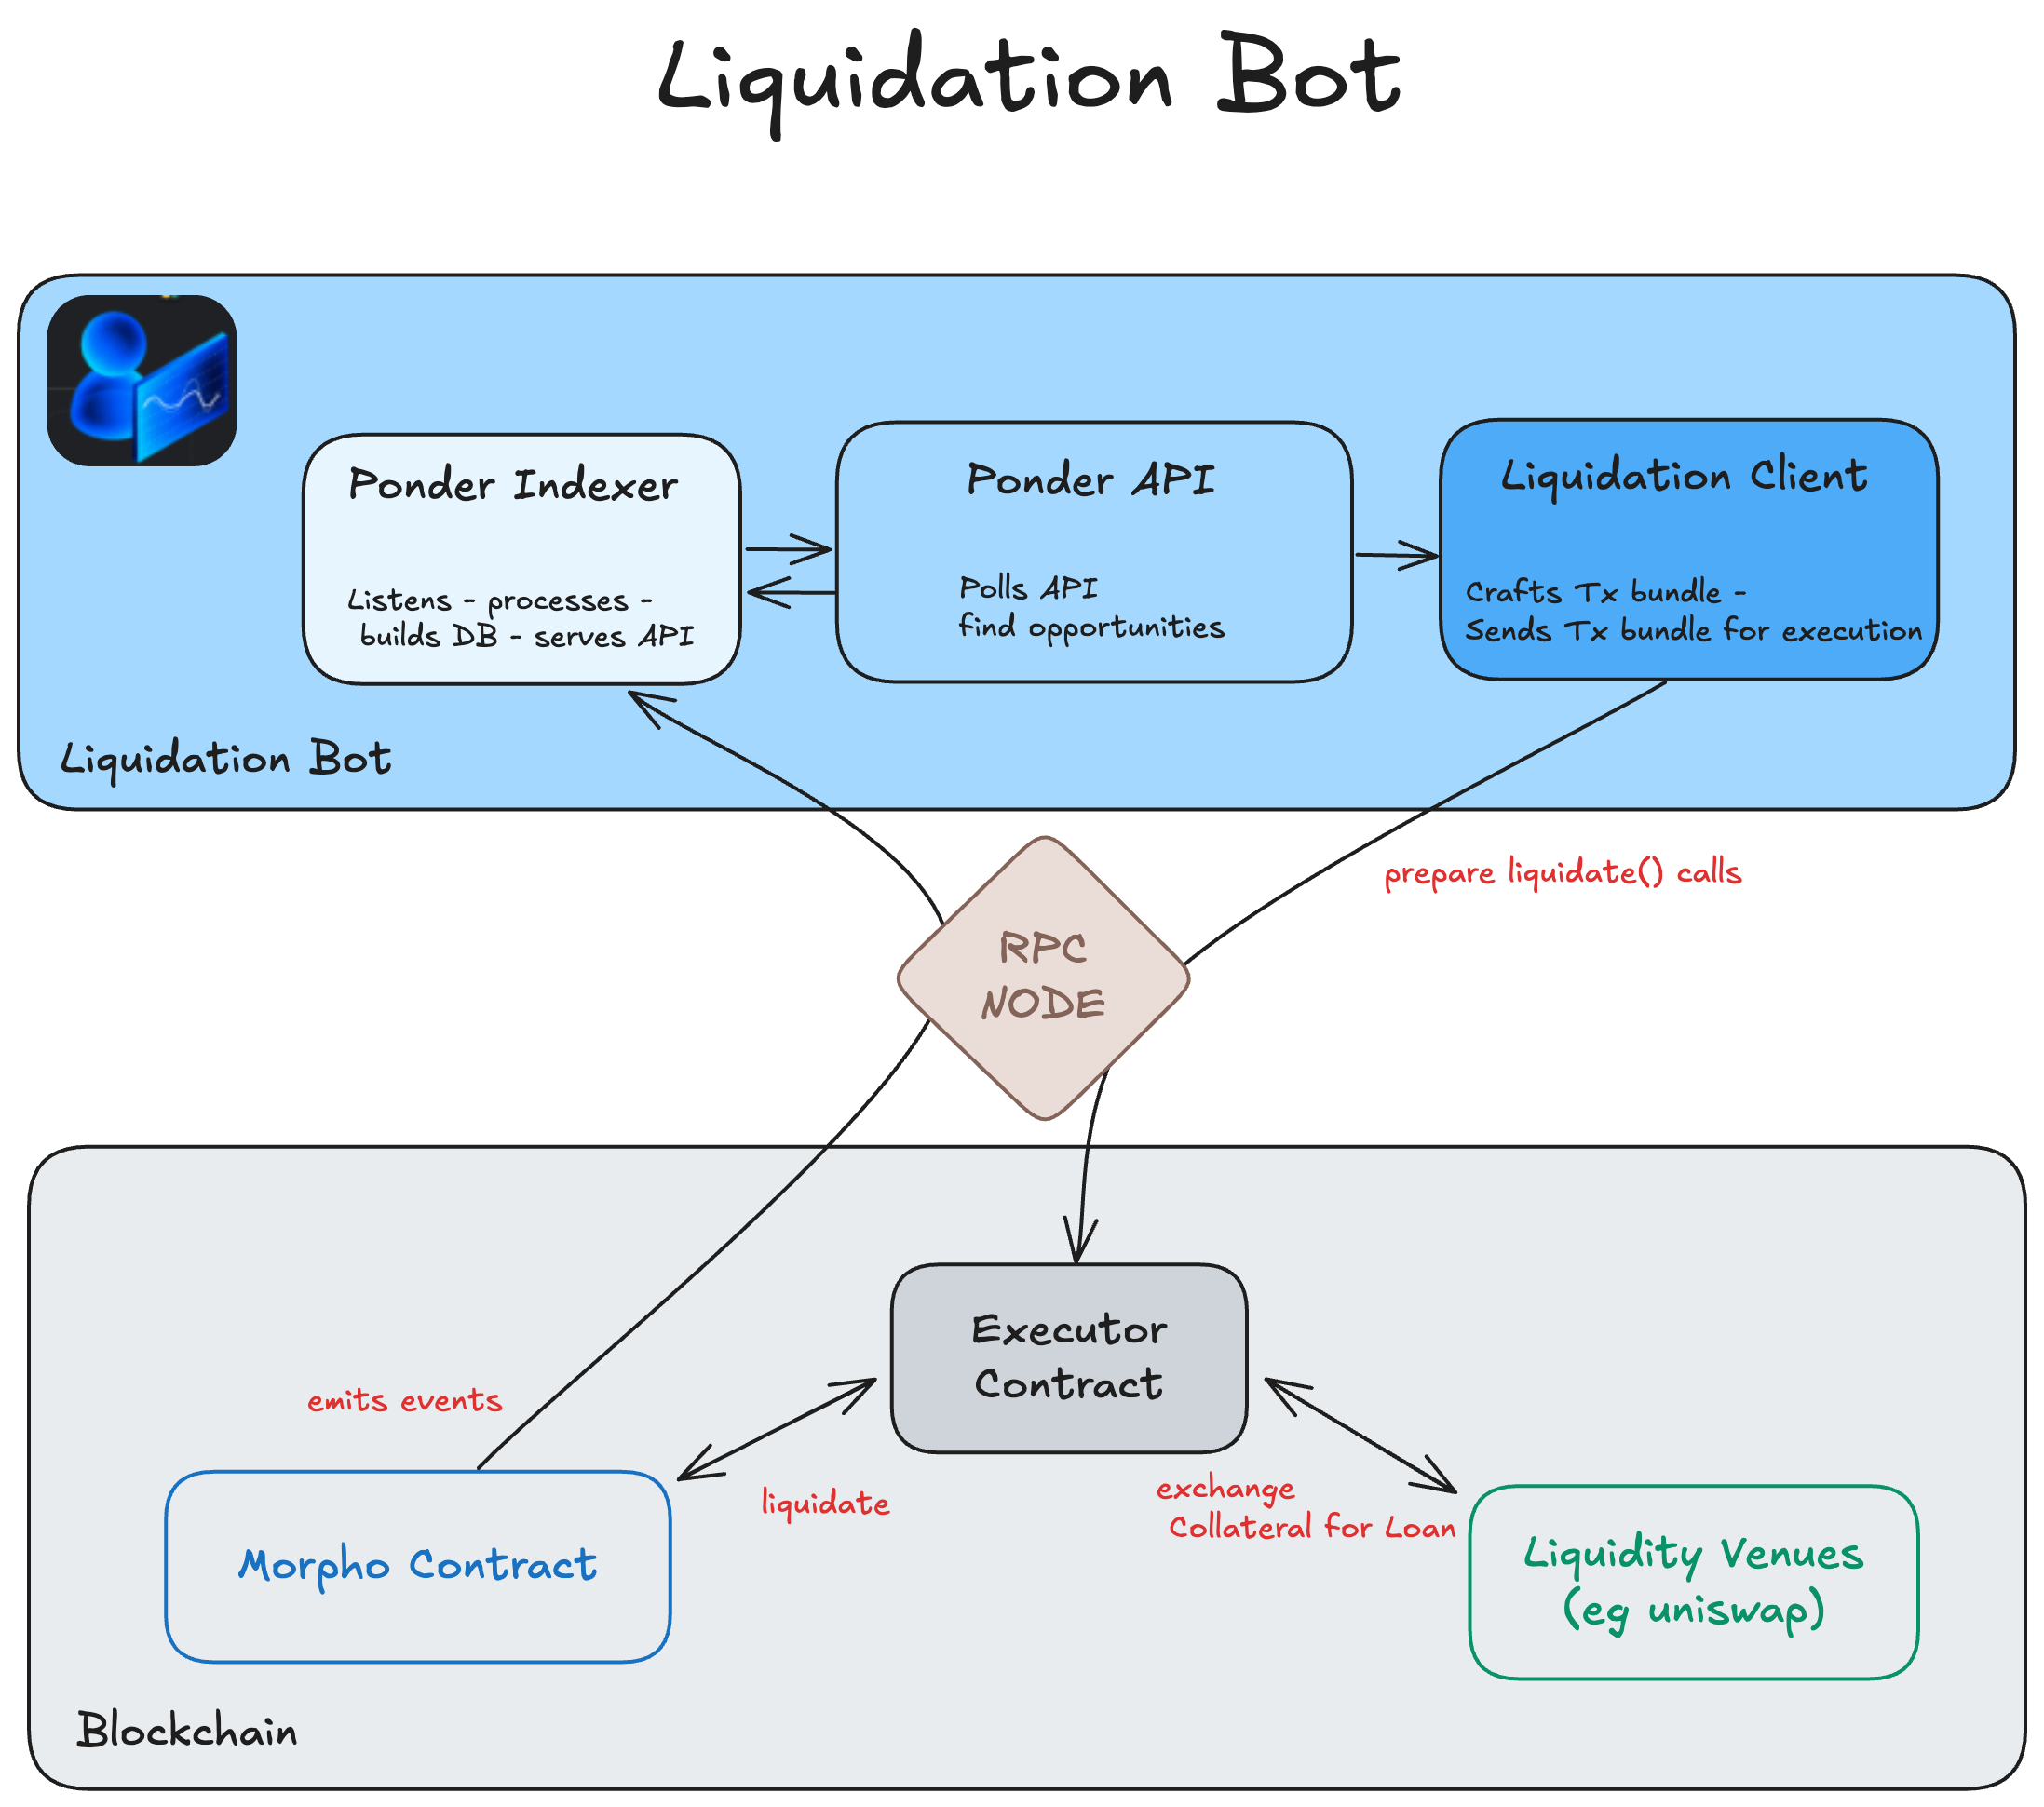 Liquidation Bot
Ponder Indexer
Listens - processes -
builds DB - serves API
Ponder API
Polls API
find opportunities
Liquidation Client
Crafts Tx bundle -
Sends Tx bundle for execution
Liquidation Bot
prepare liquidate() calls
RPC
NODE
Executor
Contract
emits events
liquidate
exchange
Collateral for Loan
Morpho Contract
Liquidity Venues
(eg uniswap)
Blockchain